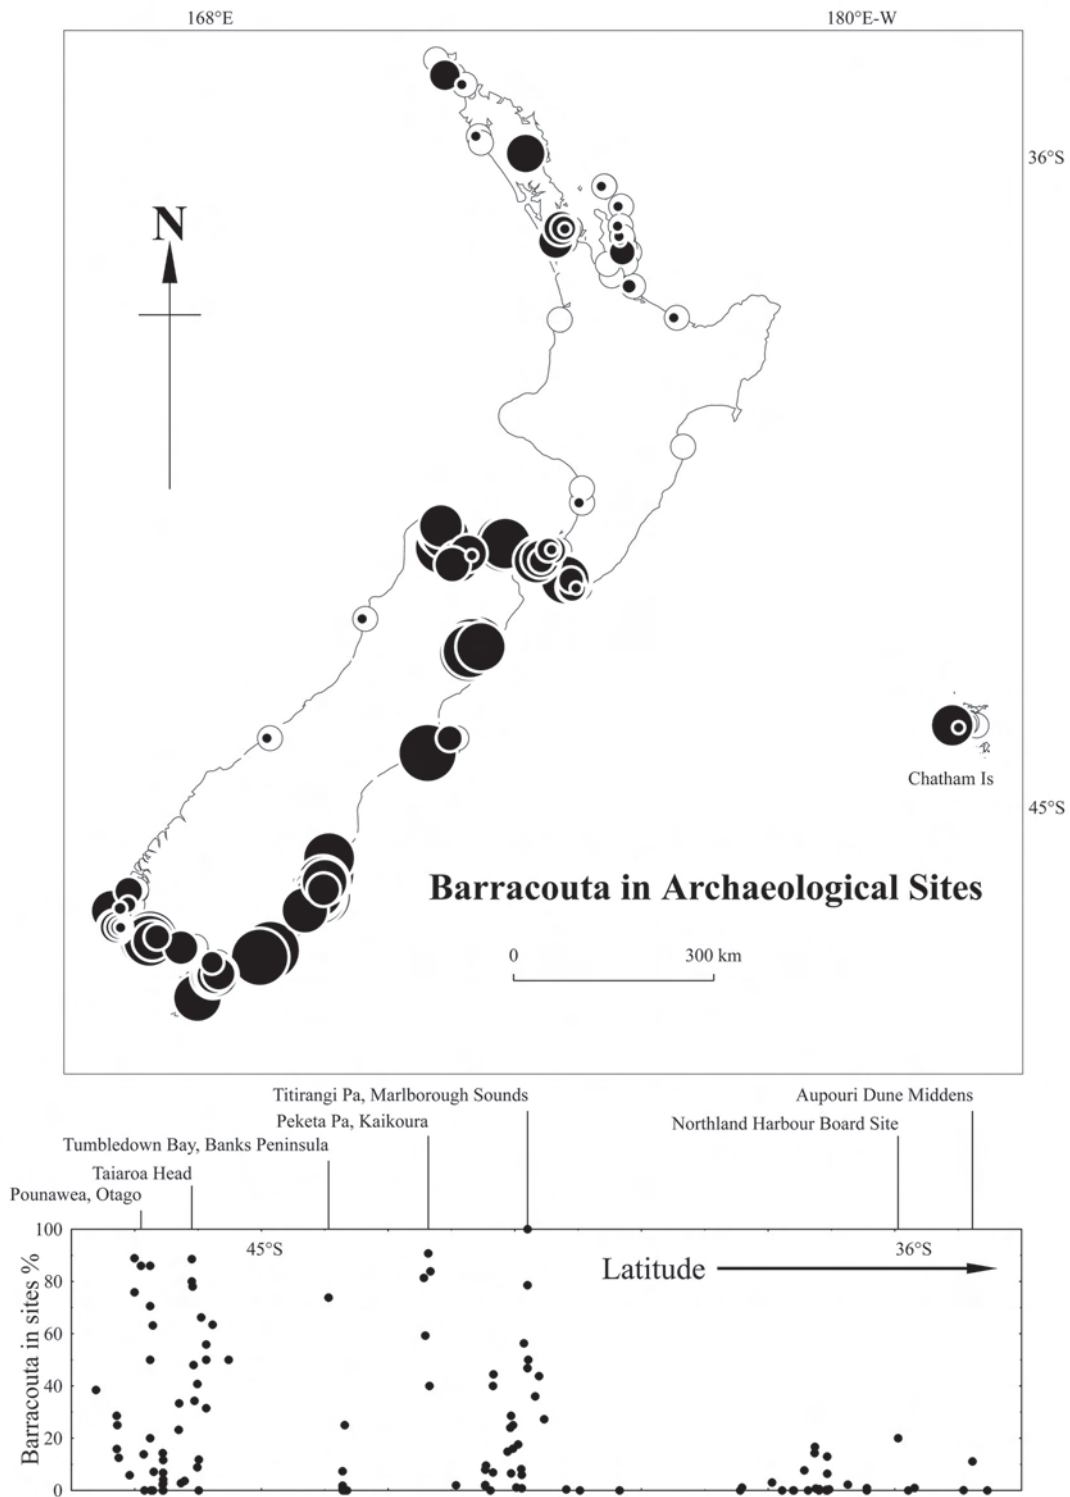 168°E
180°E-W
36°S
N
45°S
Chatham Is
Barracouta in Archaeological Sites
0
300 km
Titirangi Pa, Marlborough Sounds
Aupouri Dune Middens
Peketa Pa, Kaikoura
Northland Harbour Board Site
Tumbledown Bay, Banks Peninsula
Taiaroa Head
Pounawea, Otago
100
80
60
40
20
0
Barracouta in sites %
45°S
36°S
Latitude